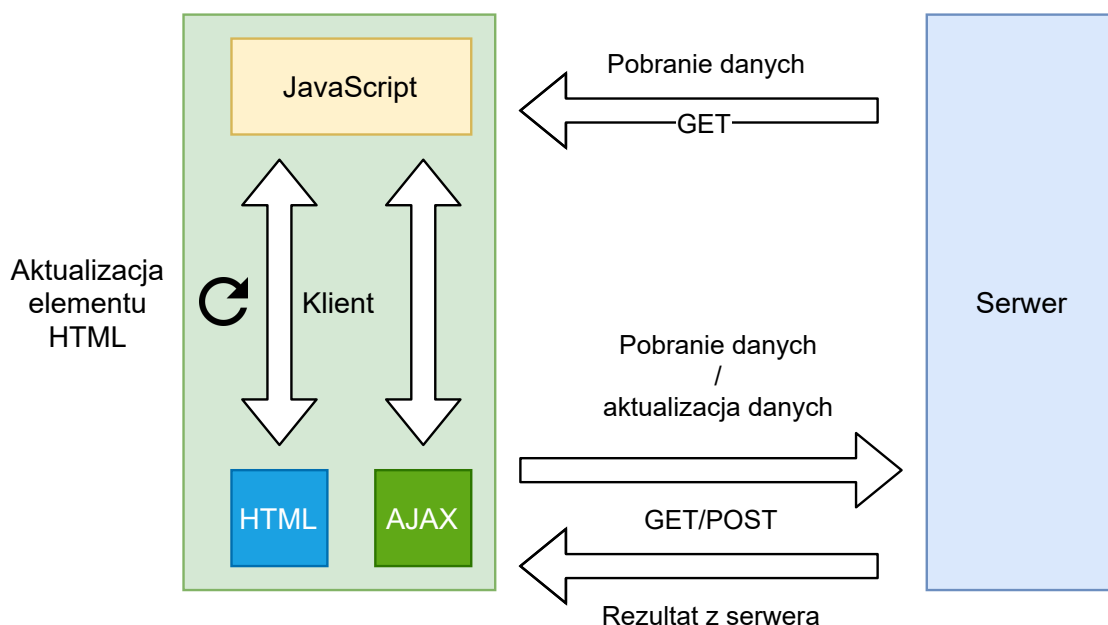 JavaScript
Pobranie danych
GET
Aktualizacja
elementu
HTML
Klient
Serwer
Pobranie danych
/
aktualizacja danych
HTML
AJAX
GET/POST
Rezultat z serwera